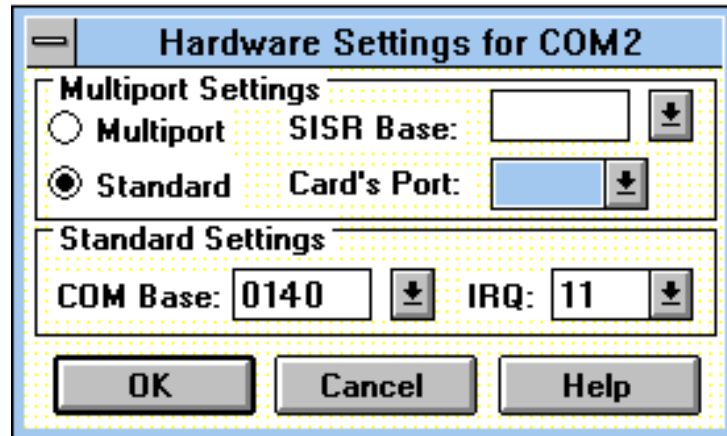 Hardware Settings for COM2
Multiport Settings
Multiport SISR Base:
Standard Card's Port:
Standard Settings
COM Base: 0140 IRQ: 11
OK Cancel Help